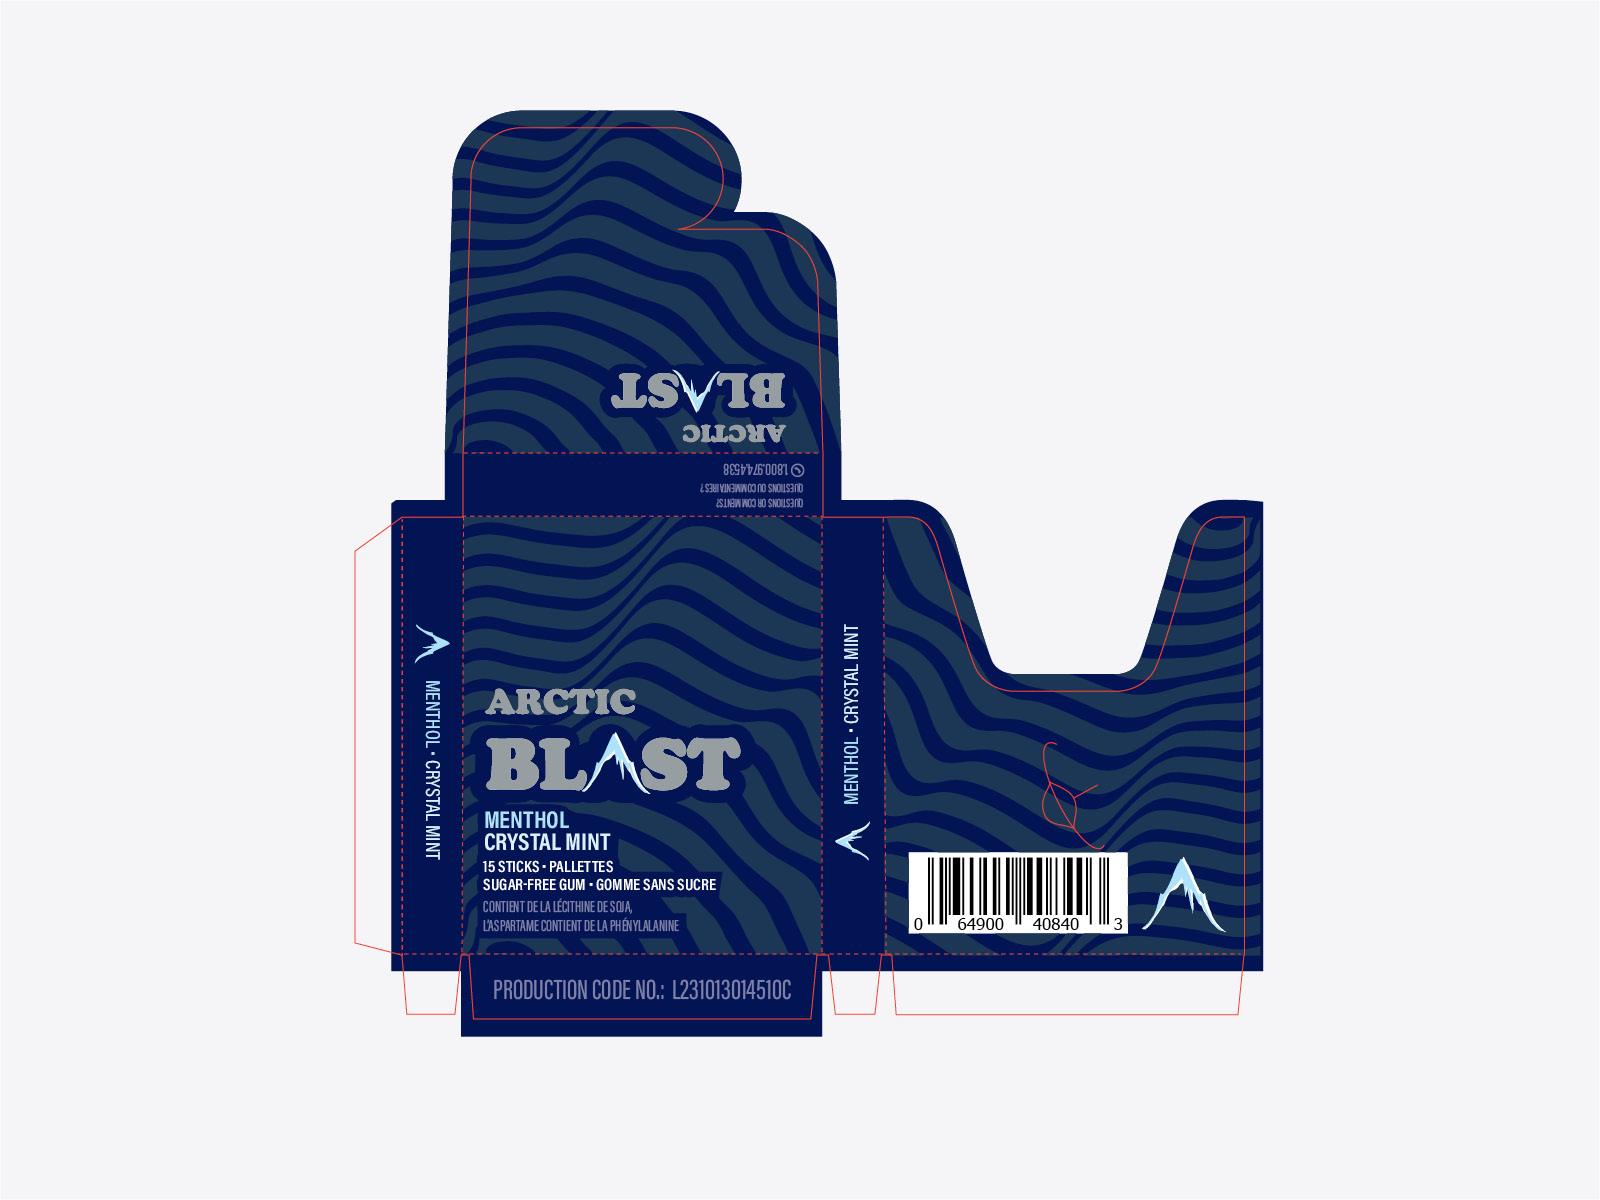 ARCTIC
BLAST
1.800.974.4538
QUESTIONS OU COMMENTAIRES ?
QUESTIONS OR COMMENTS?
MENTHOL • CRYSTAL MINT
ARCTIC
BLAST
MENTHOL
CRYSTAL MINT
15 STICKS • PALLETTES
SUGAR-FREE GUM • GOMME SANS SUCRE
CONTIENT DE LA LÉCITHINE DE SOJA,
L'ASPARTAME CONTIENT DE LA PHÉNYLALANINE
MENTHOL • CRYSTAL MINT
0 64900 40840 3
PRODUCTION CODE NO.: L231013014510C